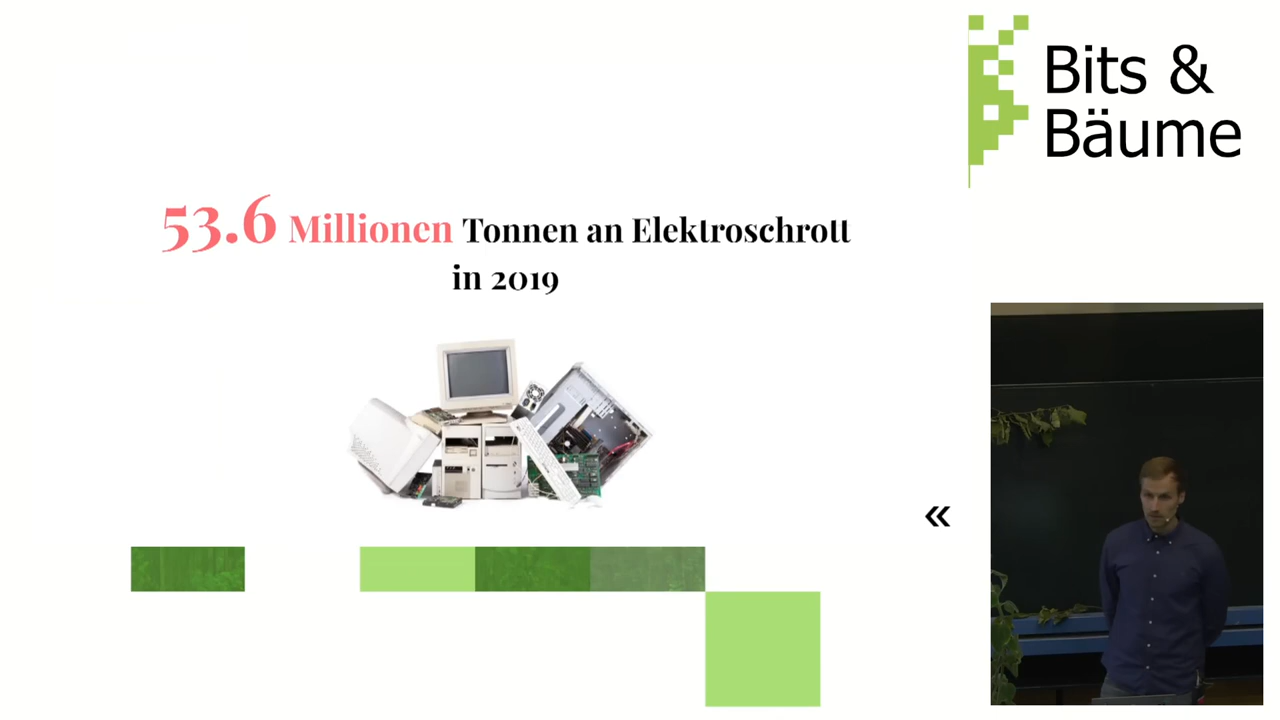 Bits &
Bäume
53.6 Millionen Tonnen an Elektroschrott
in 2019
«